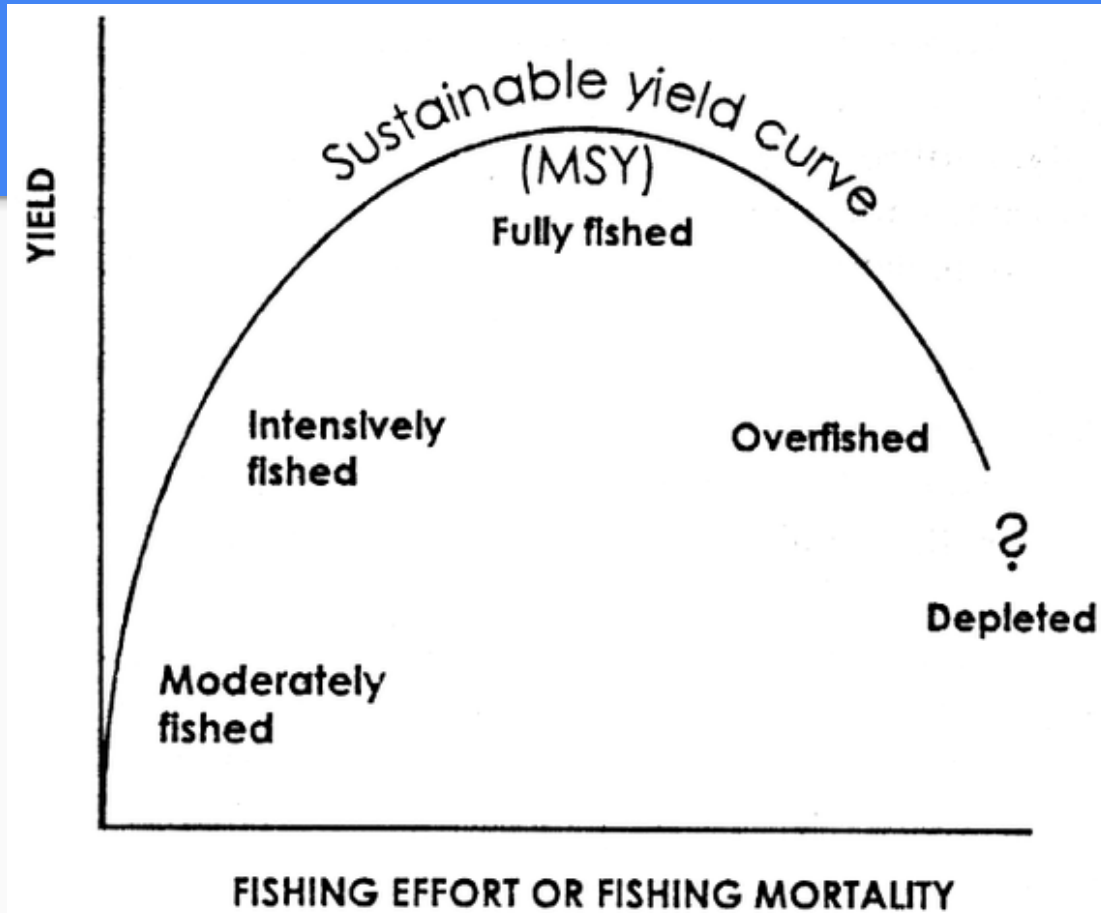 Sustainable yield curve
(MSY)
Fully fished
YIELD
Intensively
fished
Overfished
?
Depleted
Moderately
fished
FISHING EFFORT OR FISHING MORTALITY